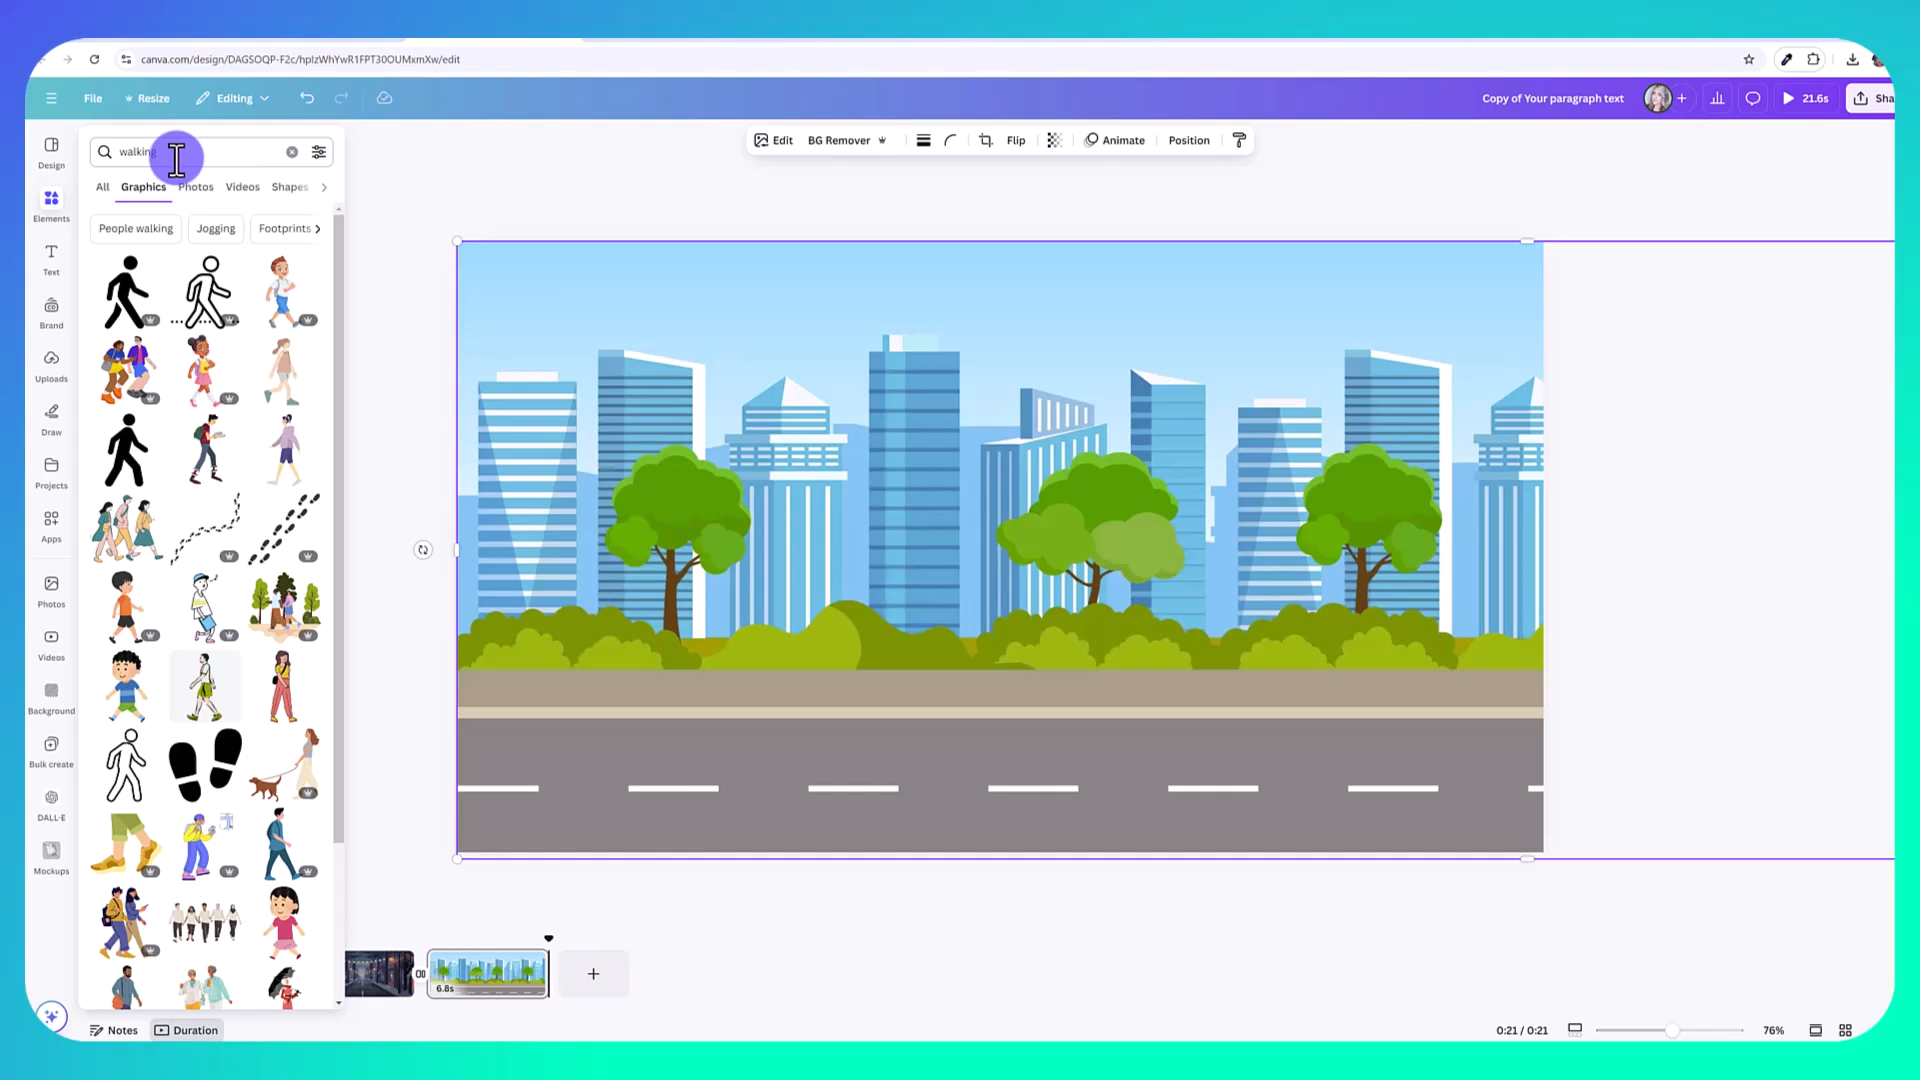 canva.com/design/DAGSOQP-F2c/hpIzWhYwR1FPT30OUMxmXw/edit
File
Resize
Editing
Copy of Your paragraph text
21.6s
Sha
Design
Elements
Text
Brand
Uploads
Draw
Projects
Apps
Photos
Videos
Background
Bulk create
DALL·E
Mockups
walking
All Graphics Photos Videos Shapes
People walking Jogging Footprints
Edit BG Remover Flip Animate Position
6.8s
Notes Duration
0:21 / 0:21
76%